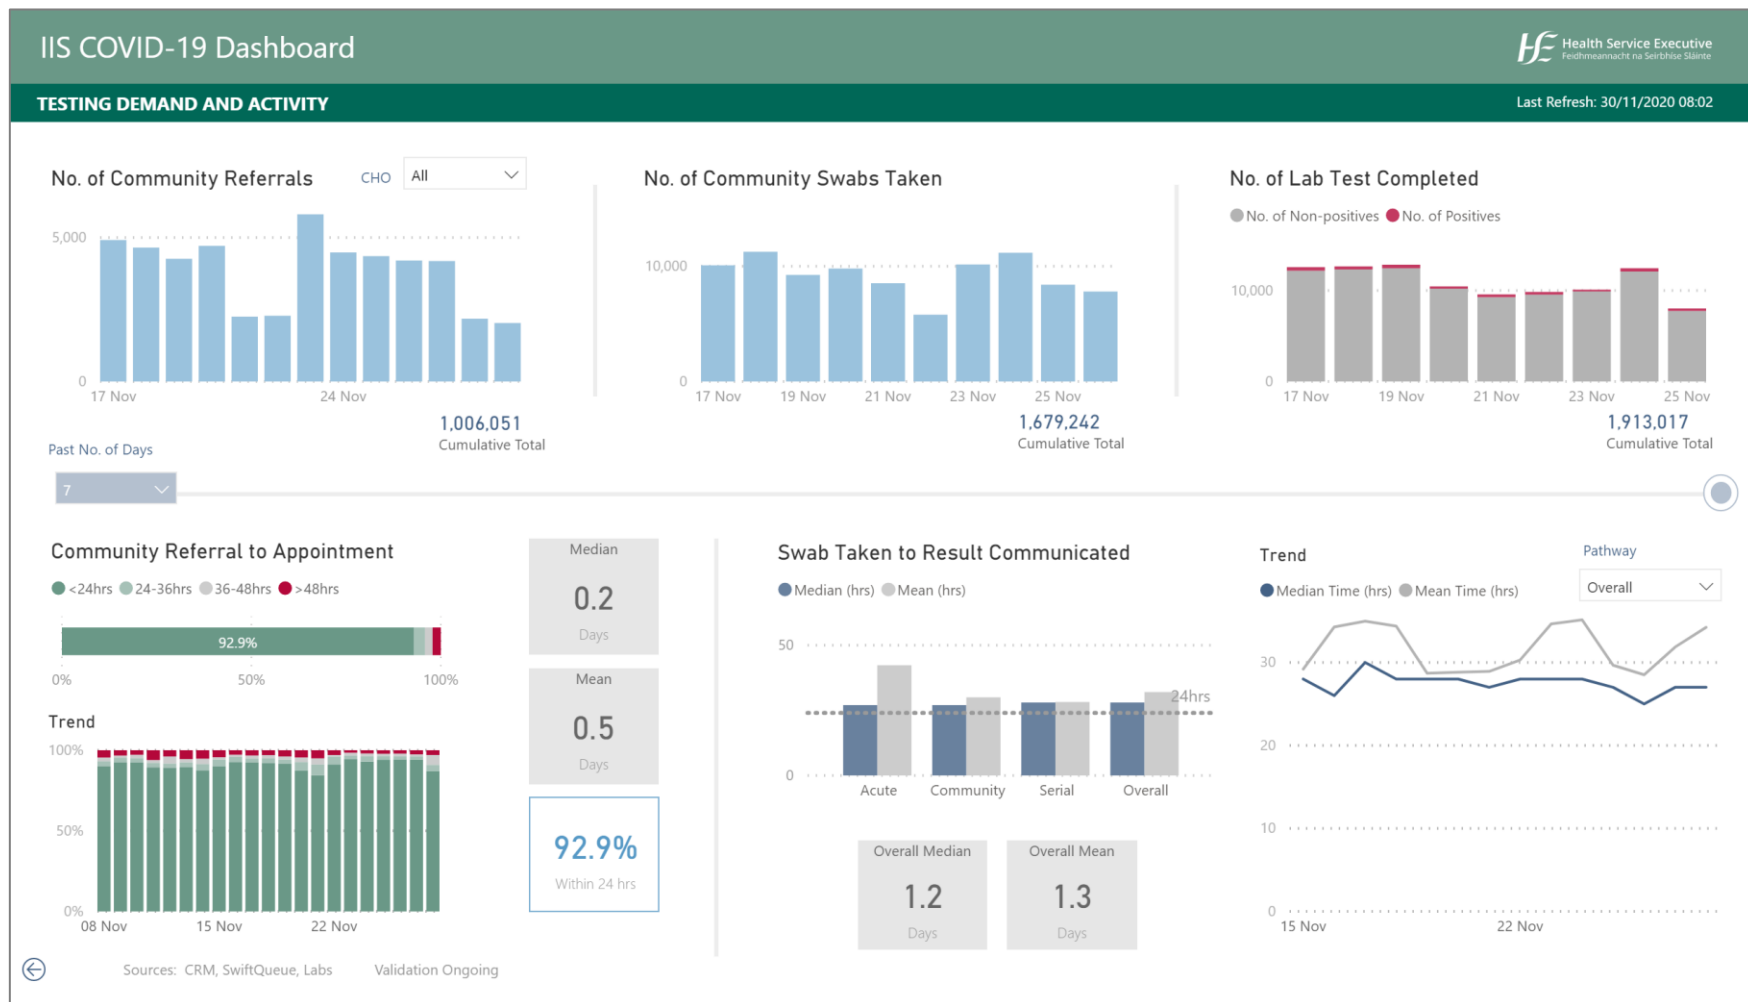 IIS COVID-19 Dashboard
Health Service Executive
Feidhmeannacht na Seirbhíse Sláinte
TESTING DEMAND AND ACTIVITY
Last Refresh: 30/11/2020 08:02
No. of Community Referrals
CHO
All
5,000
0
17 Nov
24 Nov
1,006,051
Cumulative Total
No. of Community Swabs Taken
10,000
0
17 Nov
19 Nov
21 Nov
23 Nov
25 Nov
1,679,242
Cumulative Total
No. of Lab Test Completed
No. of Non-positives
No. of Positives
10,000
0
17 Nov
19 Nov
21 Nov
23 Nov
25 Nov
1,913,017
Cumulative Total
Past No. of Days
7
Community Referral to Appointment
<24hrs
24-36hrs
36-48hrs
>48hrs
92.9%
0%
50%
100%
Trend
100%
50%
0%
08 Nov
15 Nov
22 Nov
Median
0.2
Days
Mean
0.5
Days
92.9%
Within 24 hrs
Swab Taken to Result Communicated
Median (hrs)
Mean (hrs)
50
24hrs
0
Acute
Community
Serial
Overall
Overall Median
1.2
Days
Overall Mean
1.3
Days
Trend
Pathway
Overall
Median Time (hrs)
Mean Time (hrs)
30
20
10
0
15 Nov
22 Nov
Sources: CRM, SwiftQueue, Labs
Validation Ongoing